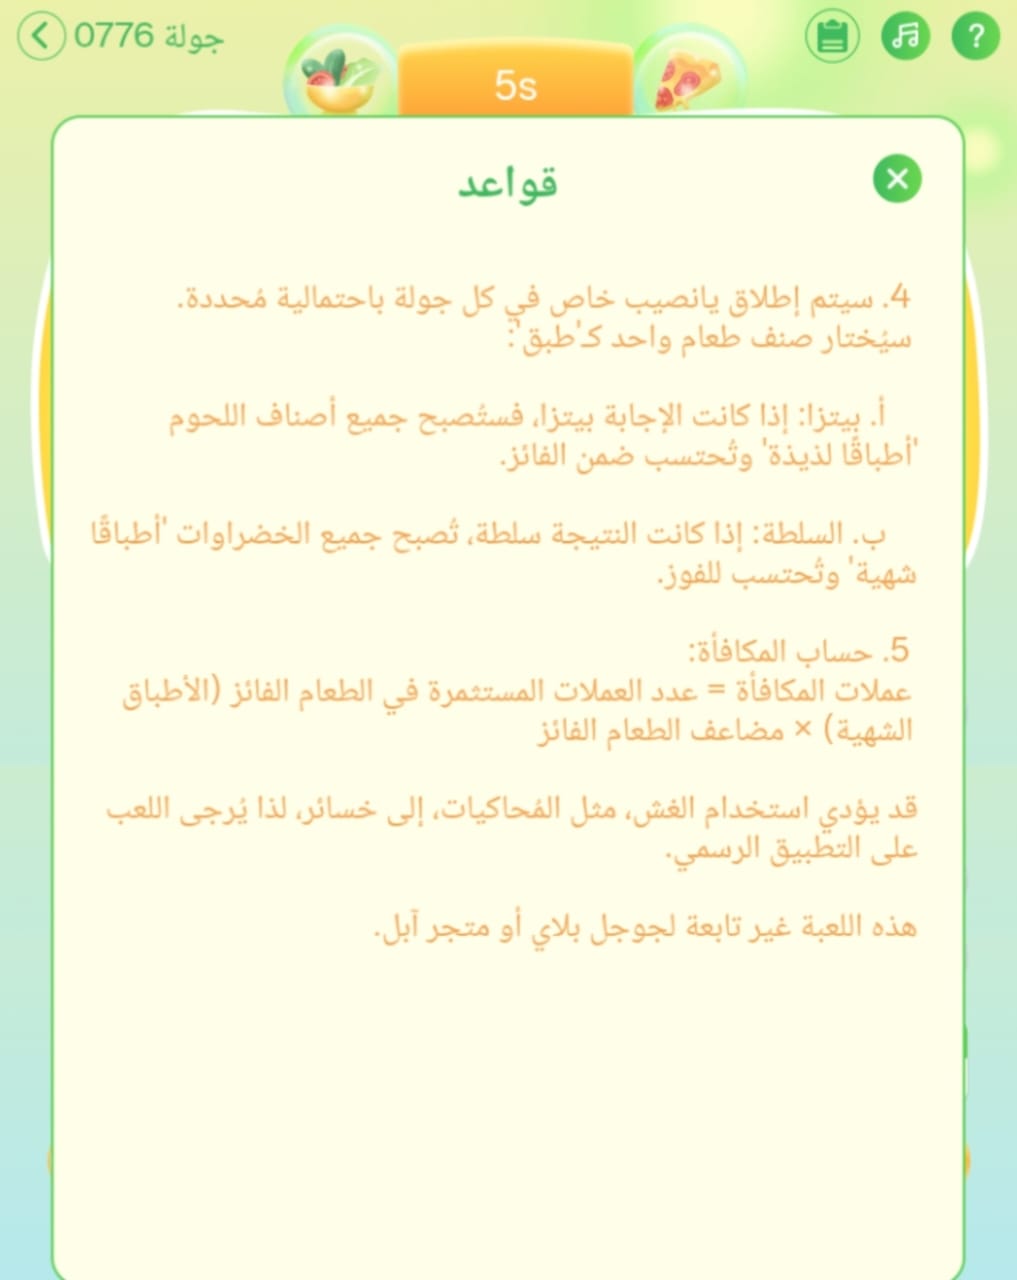 جولة 0776
5s
?
قواعد
4. سيتم إطلاق يانصيب خاص في كل جولة باحتمالية مُحددة.
سيُختار صنف طعام واحد كـ'طبق':
أ. بيتزا: إذا كانت الإجابة بيتزا، فستُصبح جميع أصناف اللحوم
'أطباقًا لذيذة' وتُحتسب ضمن الفائز.
ب. السلطة: إذا كانت النتيجة سلطة، تُصبح جميع الخضراوات 'أطباقًا
شهية' وتُحتسب للفوز.
5. حساب المكافأة:
عملات المكافأة = عدد العملات المستثمرة في الطعام الفائز (الأطباق
الشهية) × مضاعف الطعام الفائز
قد يؤدي استخدام الغش، مثل المُحاكيات، إلى خسائر، لذا يُرجى اللعب
على التطبيق الرسمي.
هذه اللعبة غير تابعة لجوجل بلاي أو متجر آبل.